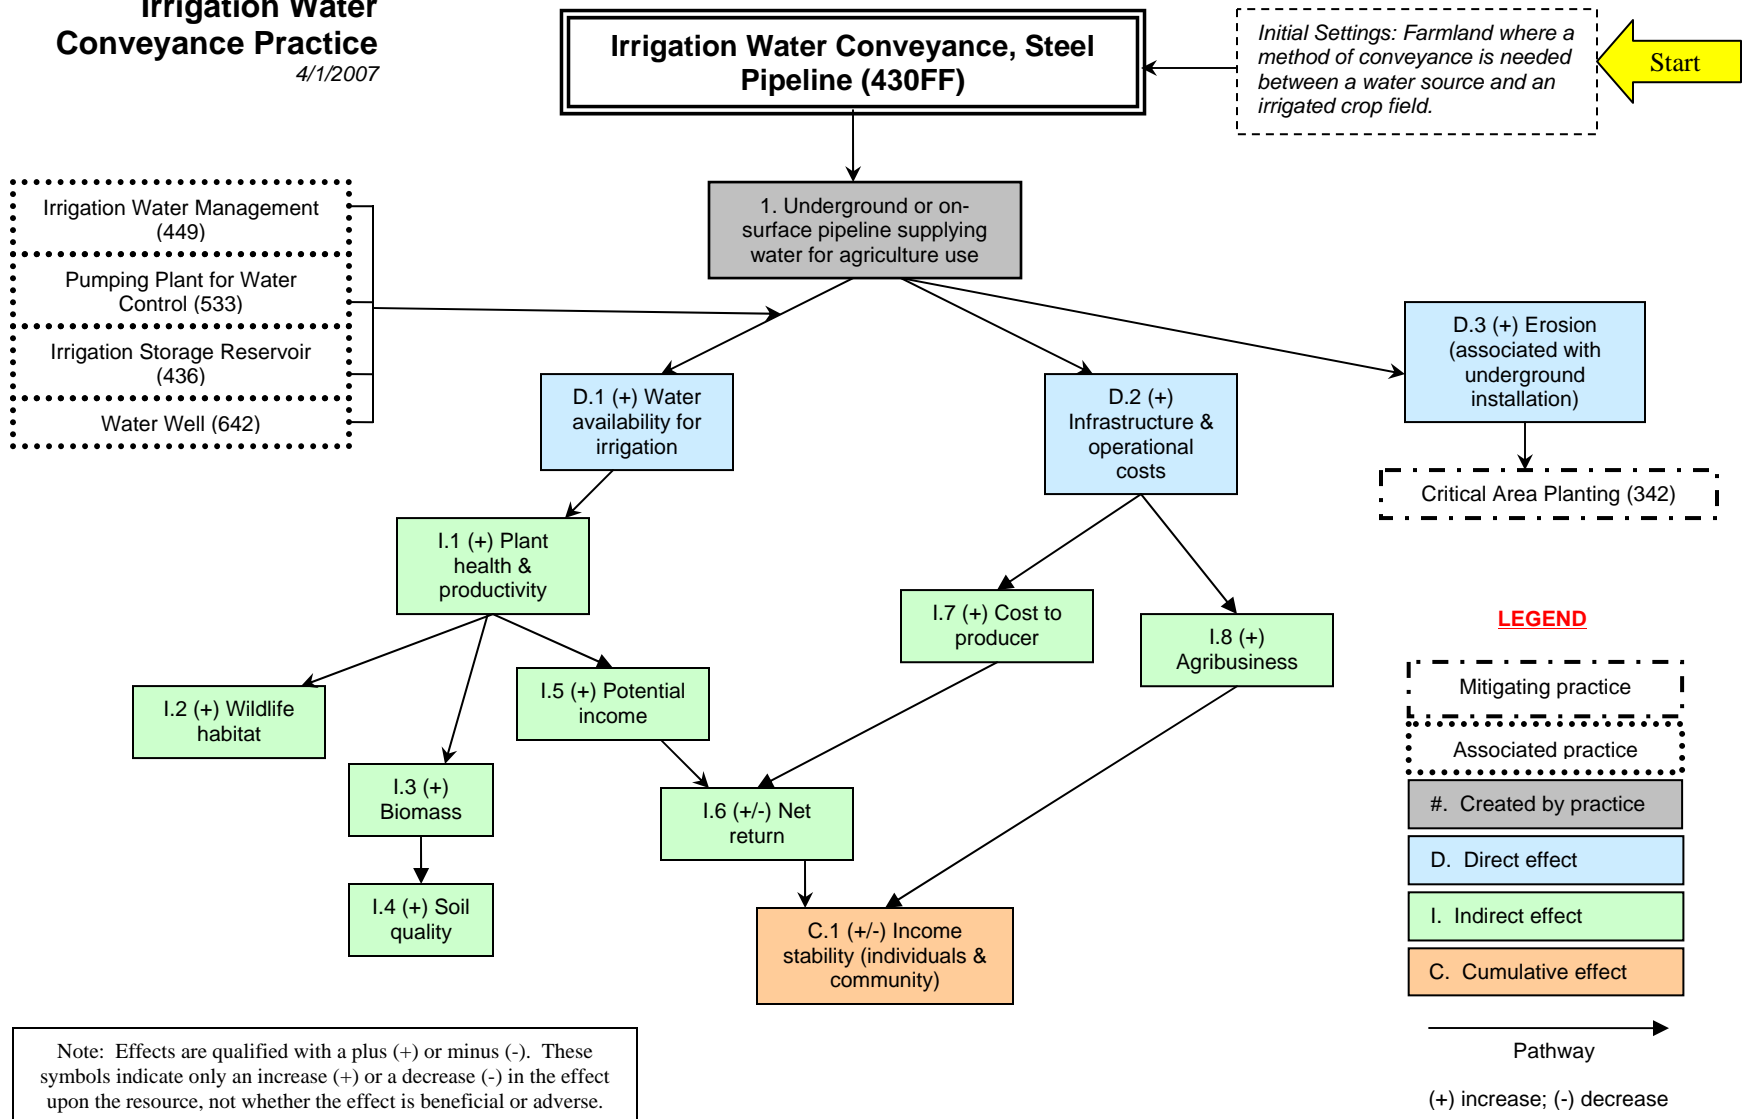 Irrigation Water
Conveyance Practice
4/1/2007
Irrigation Water Conveyance, Steel
Pipeline (430FF)
Initial Settings: Farmland where a
method of conveyance is needed
between a water source and an
irrigated crop field.
Start
Irrigation Water Management
(449)
Pumping Plant for Water
Control (533)
Irrigation Storage Reservoir
(436)
Water Well (642)
1. Underground or on-
surface pipeline supplying
water for agriculture use
D.1 (+) Water
availability for
irrigation
D.2 (+)
Infrastructure &
operational
costs
D.3 (+) Erosion
(associated with
underground
installation)
Critical Area Planting (342)
I.1 (+) Plant
health &
productivity
I.7 (+) Cost to
producer
I.8 (+)
Agribusiness
I.2 (+) Wildlife
habitat
I.5 (+) Potential
income
I.3 (+)
Biomass
I.6 (+/-) Net
return
I.4 (+) Soil
quality
C.1 (+/-) Income
stability (individuals &
community)
LEGEND
Mitigating practice
Associated practice
#. Created by practice
D. Direct effect
I. Indirect effect
C. Cumulative effect
Pathway
(+) increase; (-) decrease
Note: Effects are qualified with a plus (+) or minus (-). These
symbols indicate only an increase (+) or a decrease (-) in the effect
upon the resource, not whether the effect is beneficial or adverse.